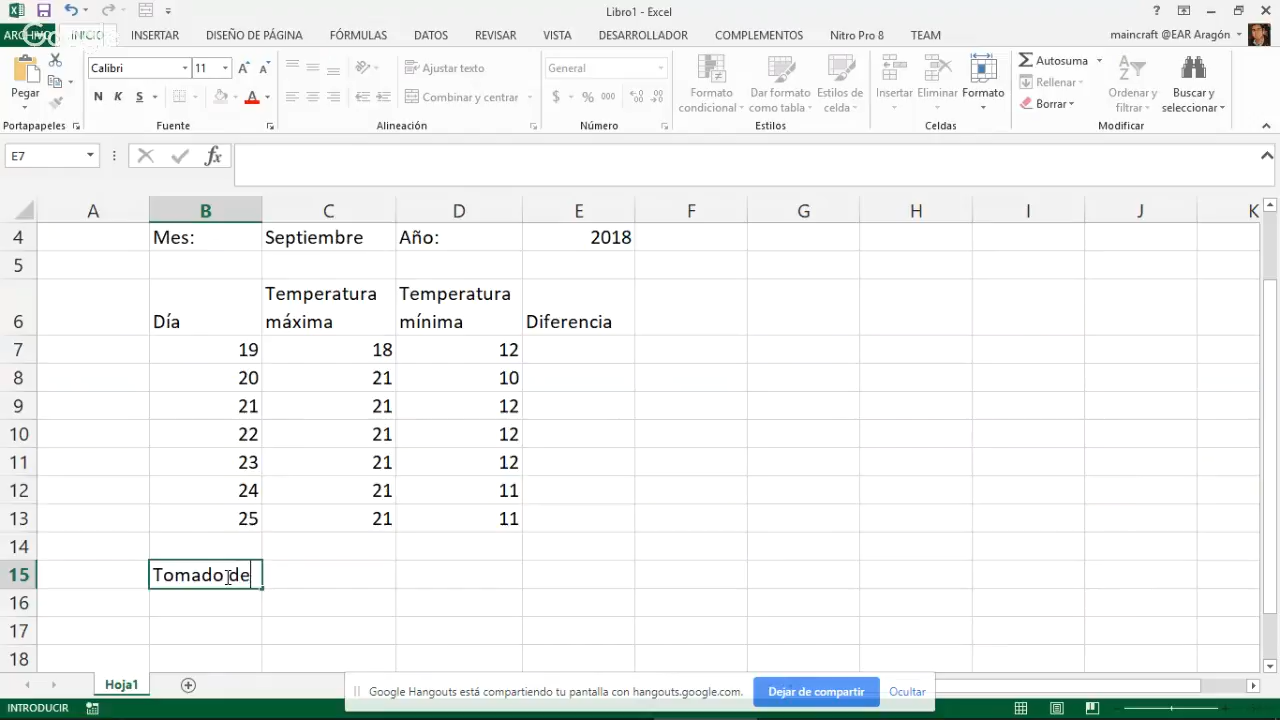 Libro1 - Excel
ARCHIVO INICIO INSERTAR DISEÑO DE PÁGINA FÓRMULAS DATOS REVISAR VISTA DESARROLLADOR COMPLEMENTOS Nitro Pro 8 TEAM maincraft @EAR Aragón
Google
Calibri 11 Ajustar texto General Autosuma
Rellenar
Pegar N K S A Combinar y centrar $ % 000 Formato condicional Dar formato como tabla Estilos de celda Insertar Eliminar Formato Borrar Ordenar y filtrar Buscar y seleccionar
Portapapeles Fuente Alineación Número Estilos Celdas Modificar
E7 fx
A B C D E F G H I J K
4 Mes: Septiembre Año: 2018
5
6 Día Temperatura máxima Temperatura mínima Diferencia
7 19 18 12
8 20 21 10
9 21 21 12
10 22 21 12
11 23 21 12
12 24 21 11
13 25 21 11
14
15 Tomado de
16
17
18
Hoja1 Google Hangouts está compartiendo tu pantalla con hangouts.google.com. Dejar de compartir Ocultar
INTRODUCIR